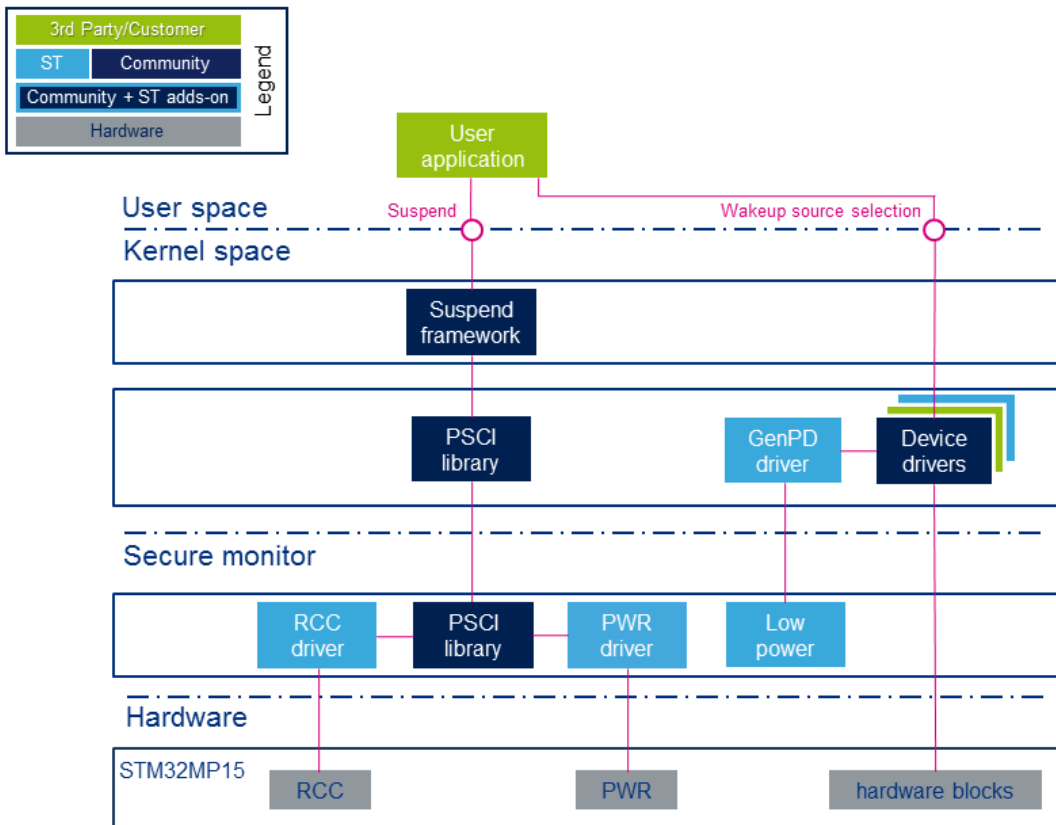 3rd Party/Customer
ST
Community
Community + ST adds-on
Hardware
Legend
User
application
User space
Suspend
Wakeup source selection
Kernel space
Suspend
framework
PSCI
library
GenPD
driver
Device
drivers
Secure monitor
RCC
driver
PSCI
library
PWR
driver
Low
power
Hardware
STM32MP15
RCC
PWR
hardware blocks